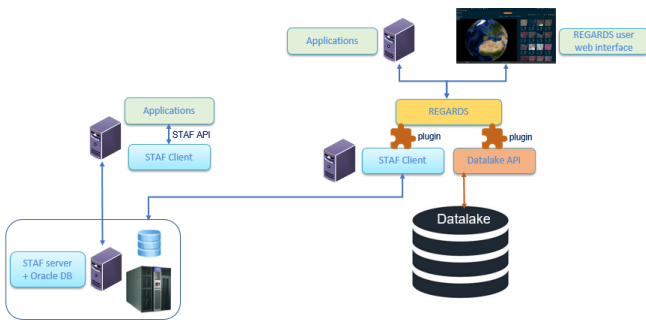 Applications
REGARDS user
web interface
REGARDS
Applications
STAF API
STAF Client
plugin
plugin
STAF Client
Datalake API
Datalake
STAF server
+ Oracle DB